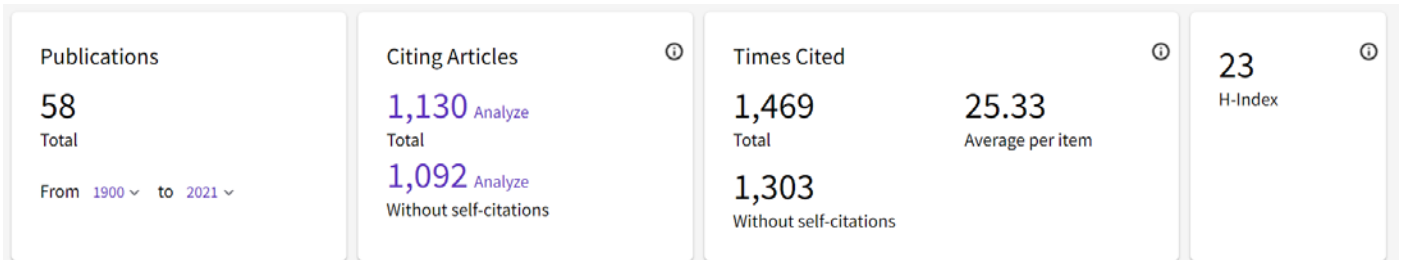 Publications
58
Total
From 1900 to 2021
Citing Articles
1,130 Analyze
Total
1,092 Analyze
Without self-citations
Times Cited
1,469
Total
25.33
Average per item
1,303
Without self-citations
23
H-Index